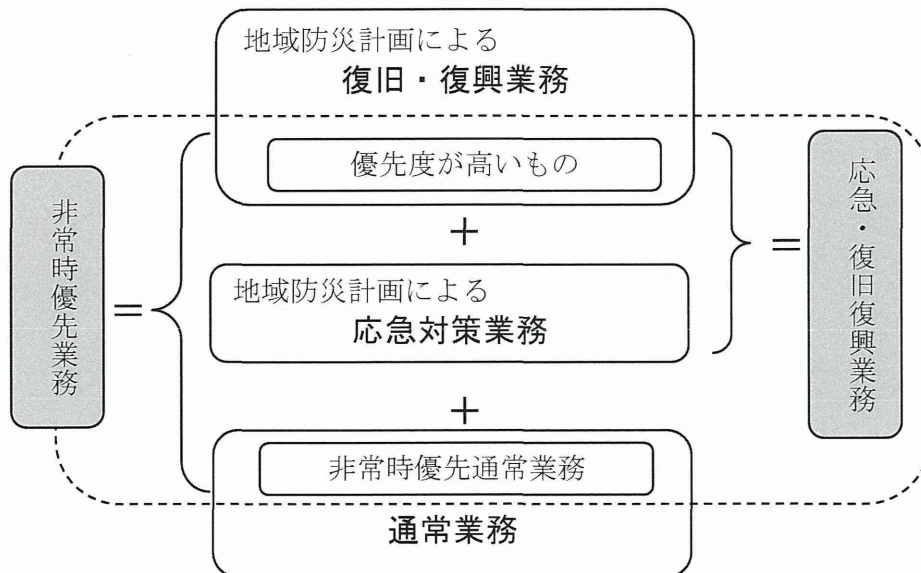 地域防災計画による
復旧・復興業務
優先度が高いもの
+
非常時優先業務
=
地域防災計画による
応急対策業務
=
応急・復旧復興業務
+
非常時優先通常業務
通常業務